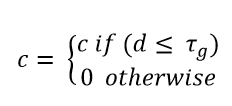 c = { c if (d ≤ τ_g)
0 otherwise